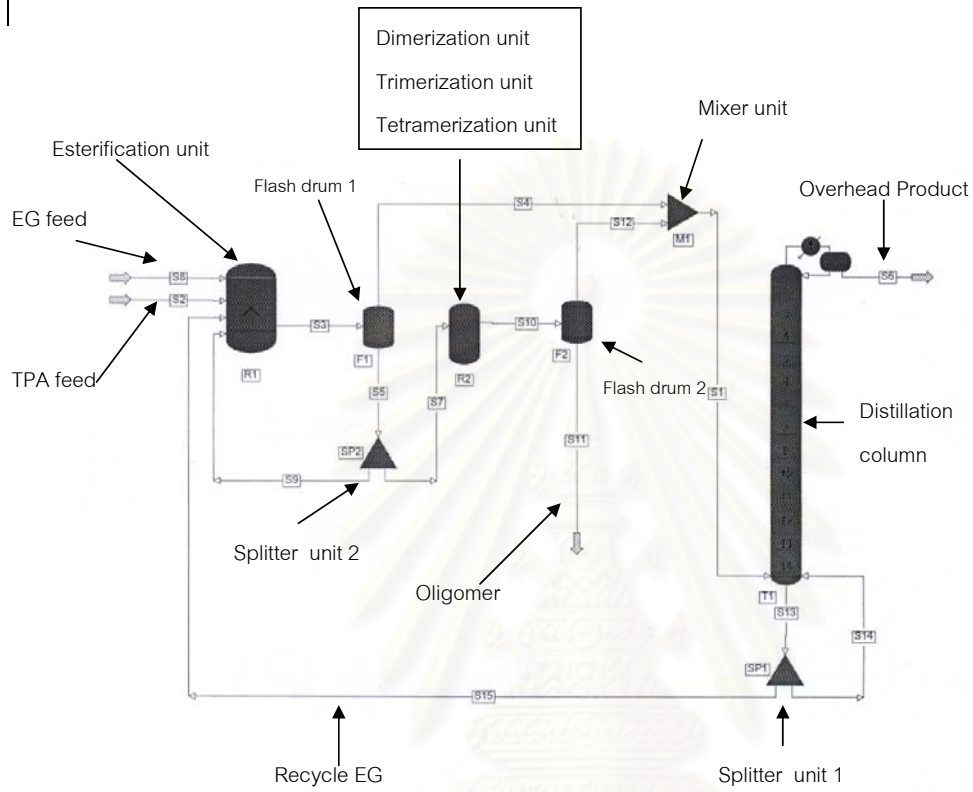 Dimerization unit
Trimerization unit
Tetramerization unit
Mixer unit
Esterification unit
Flash drum 1
Overhead Product
EG feed
S4
S12
M1
S6
S8
S2
S3
S10
F1
R1
R2
F2
TPA feed
S5
S7
Flash drum 2
S1
Distillation
column
S11
SP2
S9
Splitter unit 2
Oligomer
T1
S13
S14
SP1
S15
Recycle EG
Splitter unit 1